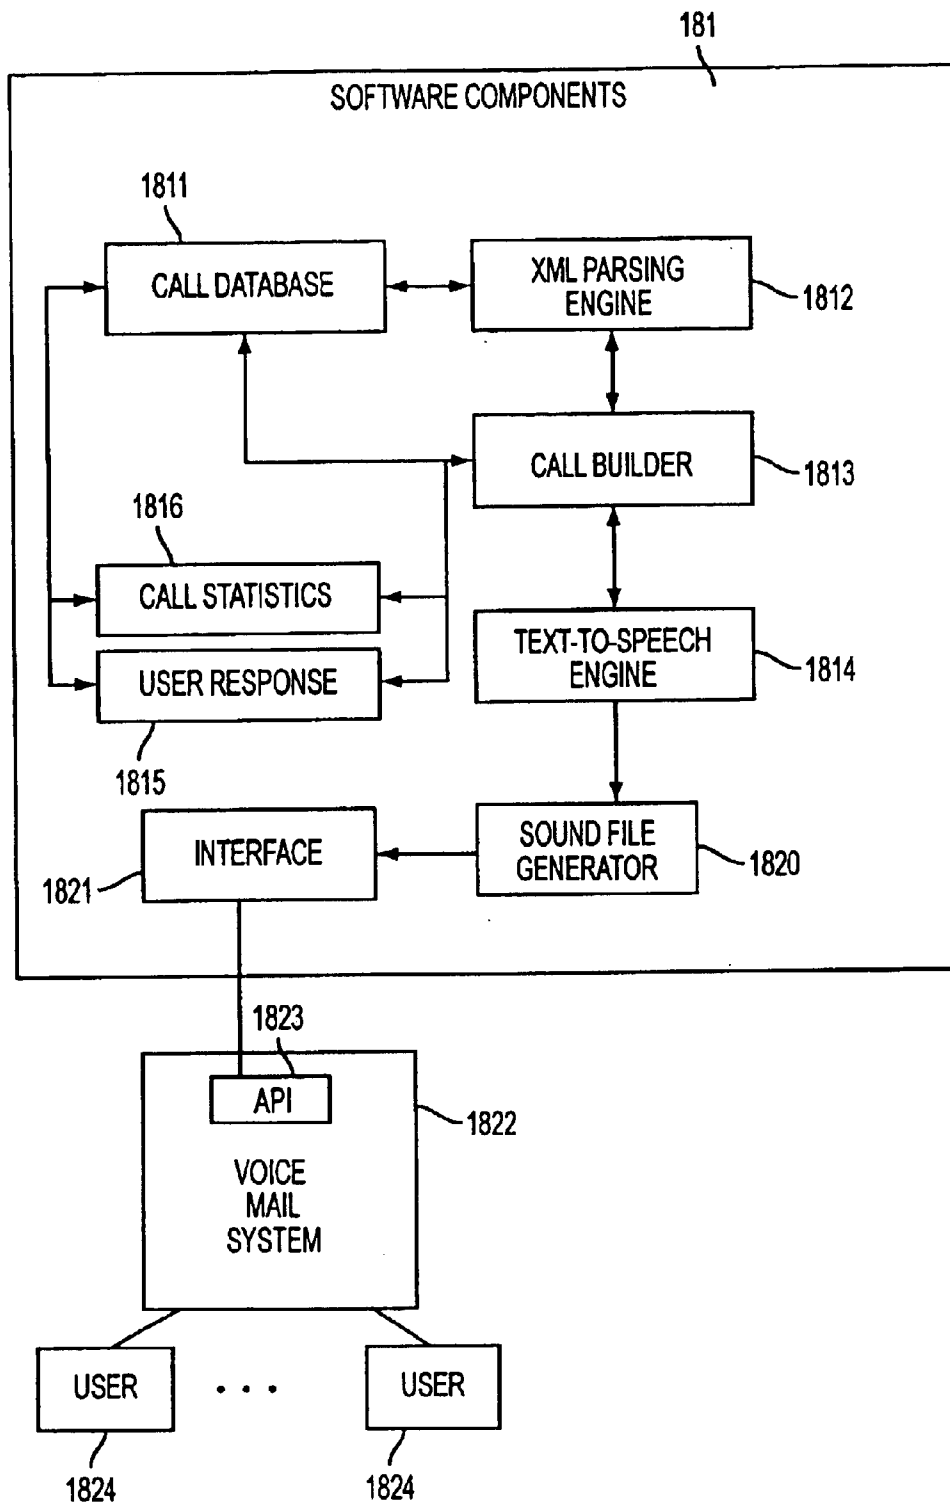 181
SOFTWARE COMPONENTS
1811
CALL DATABASE
XML PARSING
ENGINE
1812
CALL BUILDER
1813
1816
CALL STATISTICS
USER RESPONSE
1815
TEXT-TO-SPEECH
ENGINE
1814
INTERFACE
1821
SOUND FILE
GENERATOR
1820
1823
API
1822
VOICE
MAIL
SYSTEM
USER
. . .
USER
1824
1824